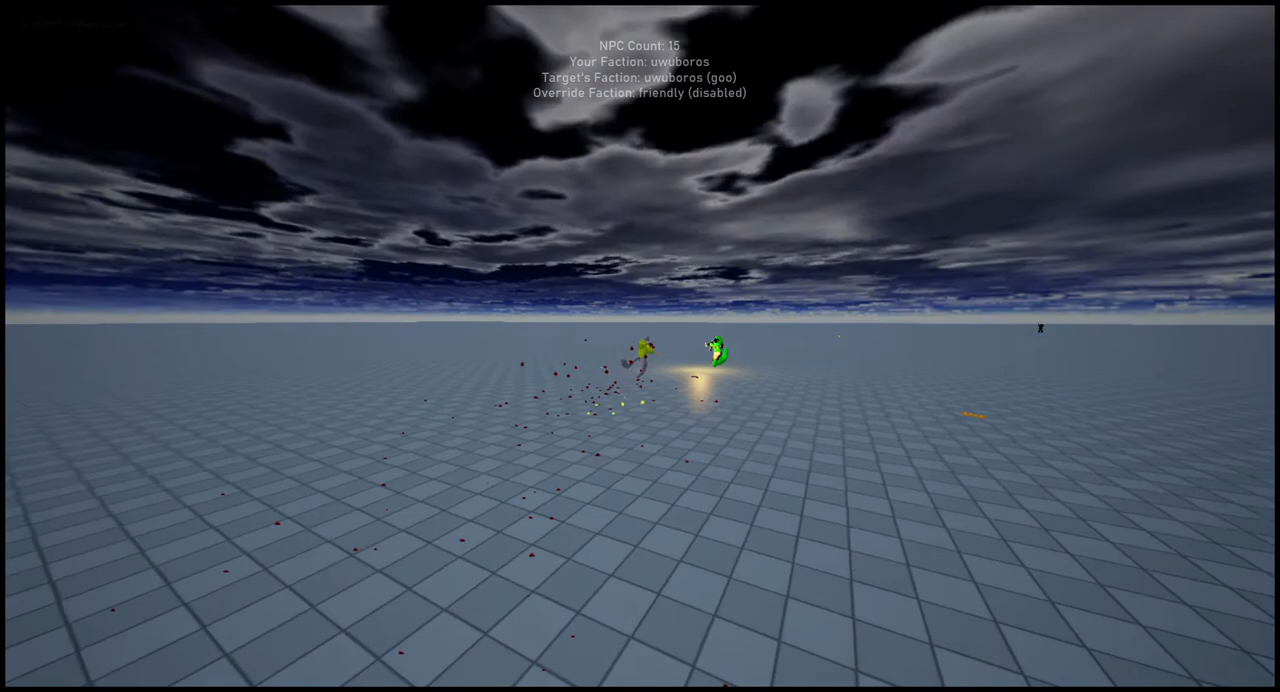 NPC Count: 15
Your Faction: uwuboros
Target's Faction: uwuboros (goo)
Override Faction: friendly (disabled)